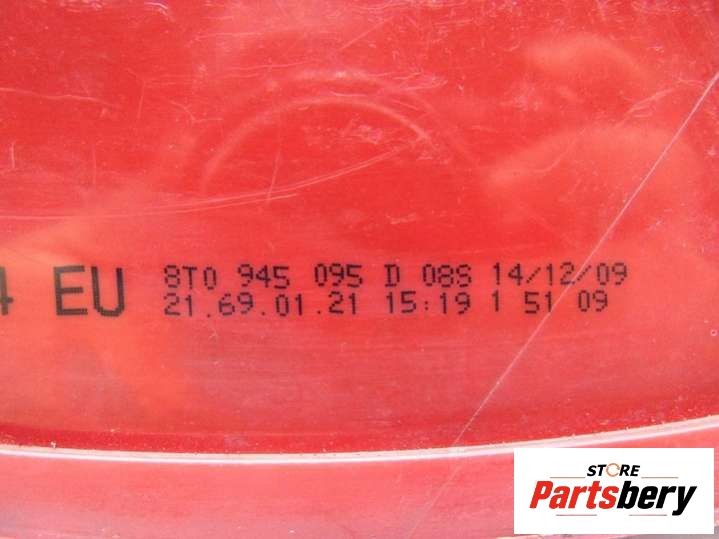 4 EU
8T0 945 095 D 08S 14/12/09
21.69.01.21 15:19 1 51 09
STORE
Partsbery